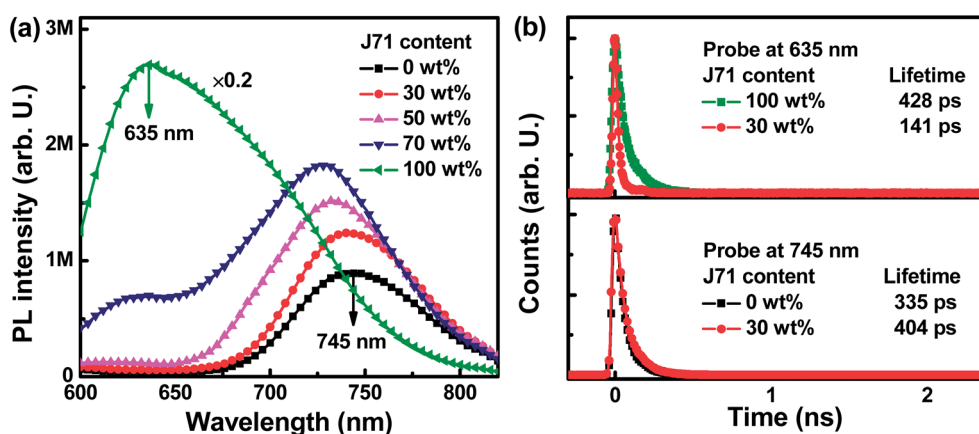 (a)
3M
2M
1M
0
PL intensity (arb. U.)
J71 content
0 wt%
30 wt%
50 wt%
70 wt%
100 wt%
×0.2
635 nm
745 nm
600 650 700 750 800
Wavelength (nm)
(b)
Counts (arb. U.)
Probe at 635 nm
J71 content Lifetime
100 wt% 428 ps
30 wt% 141 ps
Probe at 745 nm
J71 content Lifetime
0 wt% 335 ps
30 wt% 404 ps
0 1 2
Time (ns)